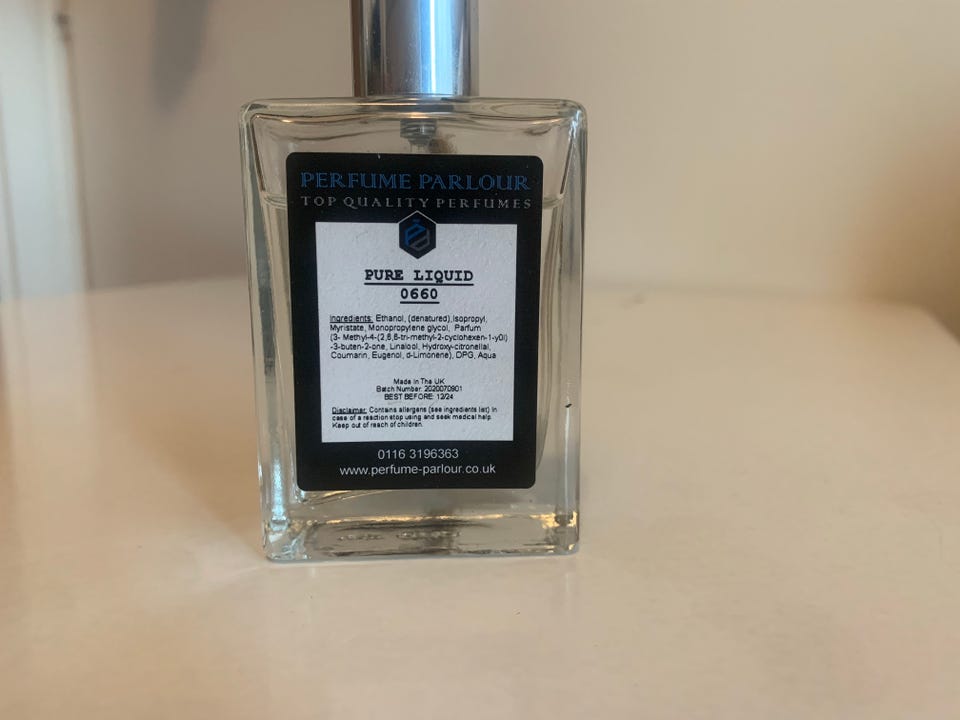 PERFUME PARLOUR
TOP QUALITY PERFUMES
PURE LIQUID
0660
Ingredients: Ethanol, (denatured),Isopropyl,
Myristate, Monopropylene glycol, Parfum
(3- Methyl-4-(2,6,6-tri-methyl-2-cyclohexen-1-y0l)
-3-buten-2-one, Linalool, Hydroxy-citronellal,
Coumarin, Eugenol, d-Limonene), DPG, Aqua
Made In The UK
Batch Number: 2020070901
BEST BEFORE: 12/24
Disclaimer: Contains allergens (see ingredients list) In
case of a reaction stop using and seek medical help.
Keep out of reach of children.
0116 3196363
www.perfume-parlour.co.uk